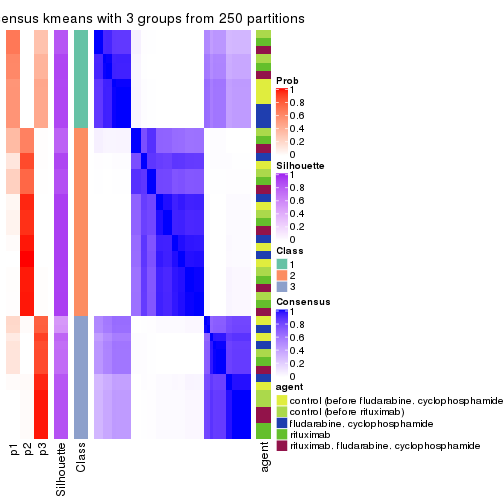 ensus kmeans with 3 groups from 250 partitions
Prob
1
0.8
0.6
0.4
0.2
0
Silhouette
1
0.8
0.6
0.4
0.2
0
Class
1
2
3
Consensus
1
0.8
0.6
0.4
0.2
0
agent
control (before fludarabine, cyclophosphamide
control (before rituximab)
fludarabine, cyclophosphamide
rituximab
rituximab, fludarabine, cyclophosphamide
p1
p2
p3
Silhouette
Class
agent